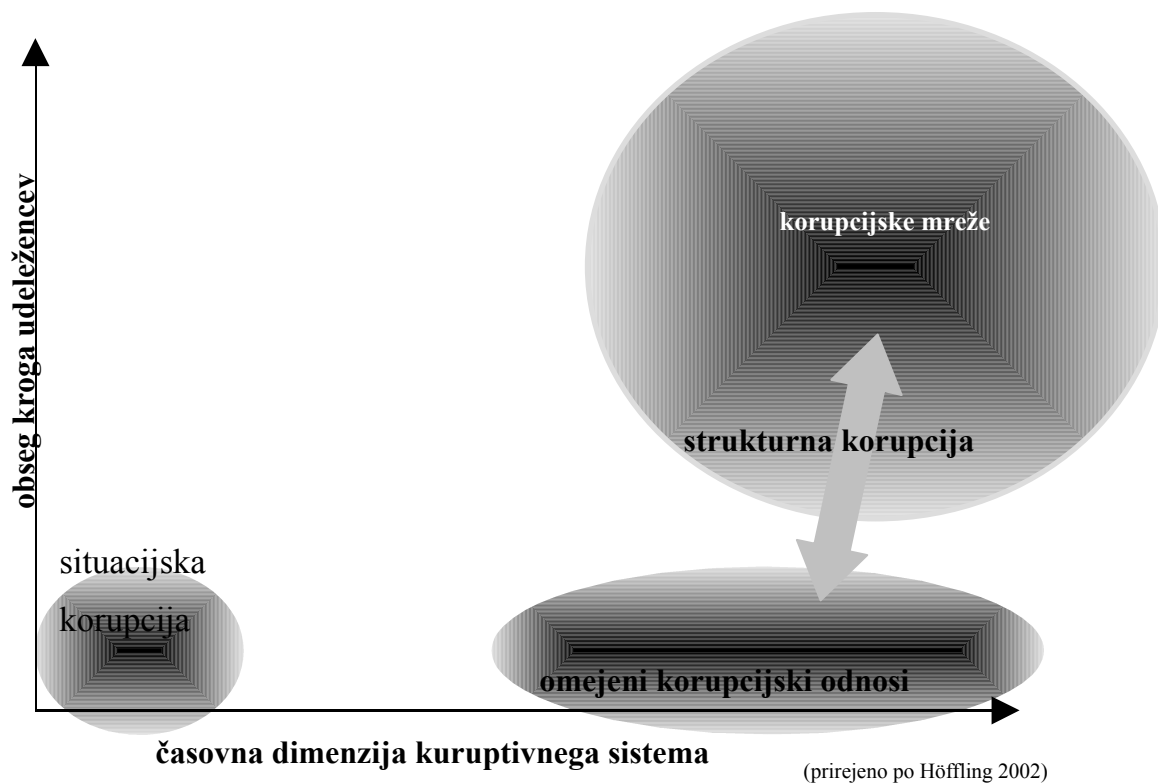 obseg kroga udeležencev
korupcijske mreže
strukturna korupcija
situacijska
korupcija
omejeni korupcijski odnosi
časovna dimenzija kuruptivnega sistema
(prirejeno po Höffling 2002)